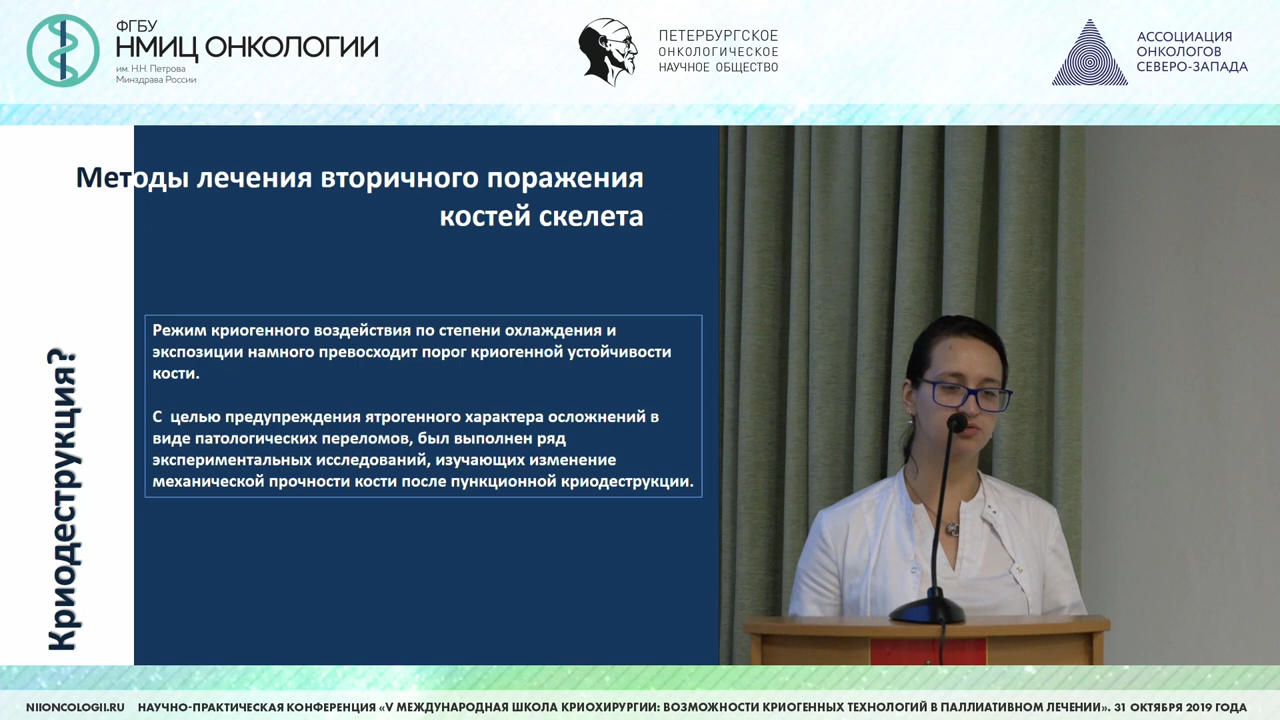 ФГБУ
НМИЦ ОНКОЛОГИИ
им. Н.Н. Петрова
Минздрава России
ПЕТЕРБУРГСКОЕ
ОНКОЛОГИЧЕСКОЕ
НАУЧНОЕ ОБЩЕСТВО
АССОЦИАЦИЯ
ОНКОЛОГОВ
СЕВЕРО-ЗАПАДА
Методы лечения вторичного поражения
костей скелета
Криодеструкция?
Режим криогенного воздействия по степени охлаждения и
экспозиции намного превосходит порог криогенной устойчивости
кости.
С целью предупреждения ятрогенного характера осложнений в
виде патологических переломов, был выполнен ряд
экспериментальных исследований, изучающих изменение
механической прочности кости после пункционной криодеструкции.
NIIONCOLOGII.RU НАУЧНО-ПРАКТИЧЕСКАЯ КОНФЕРЕНЦИЯ «V МЕЖДУНАРОДНАЯ ШКОЛА КРИОХИРУРГИИ: ВОЗМОЖНОСТИ КРИОГЕННЫХ ТЕХНОЛОГИЙ В ПАЛЛИАТИВНОМ ЛЕЧЕНИИ». 31 ОКТЯБРЯ 2019 ГОДА